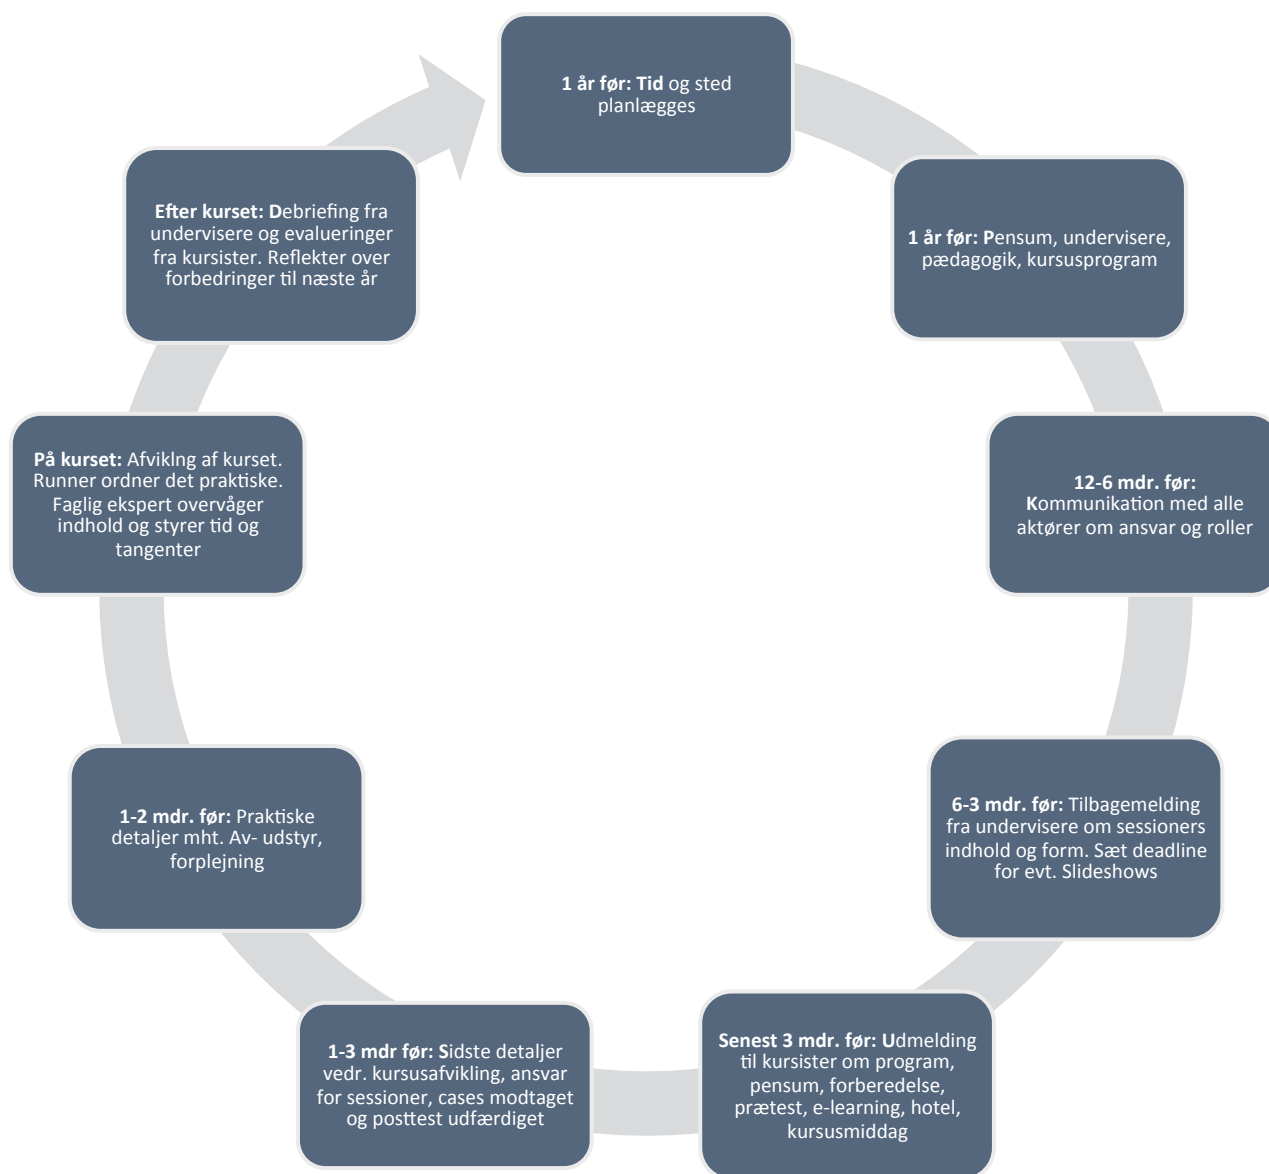 1 år før: Tid og sted
planlægges
1 år før: Pensum, undervisere,
pædagogik, kursusprogram
12-6 mdr. før:
Kommunikation med alle
aktører om ansvar og roller
6-3 mdr. før: Tilbagemelding
fra undervisere om sessioners
indhold og form. Sæt deadline
for evt. Slideshows
Senest 3 mdr. før: Udmelding
til kursister om program,
pensum, forberedelse,
prætest, e-learning, hotel,
kursusmiddag
1-3 mdr før: Sidste detaljer
vedr. kursusafvikling, ansvar
for sessioner, cases modtaget
og posttest udfærdiget
1-2 mdr. før: Praktiske
detaljer mht. Av- udstyr,
forplejning
På kurset: Afviklng af kurset.
Runner ordner det praktiske.
Faglig ekspert overvåger
indhold og styrer tid og
tangenter
Efter kurset: Debriefing fra
undervisere og evalueringer
fra kursister. Reflekter over
forbedringer til næste år